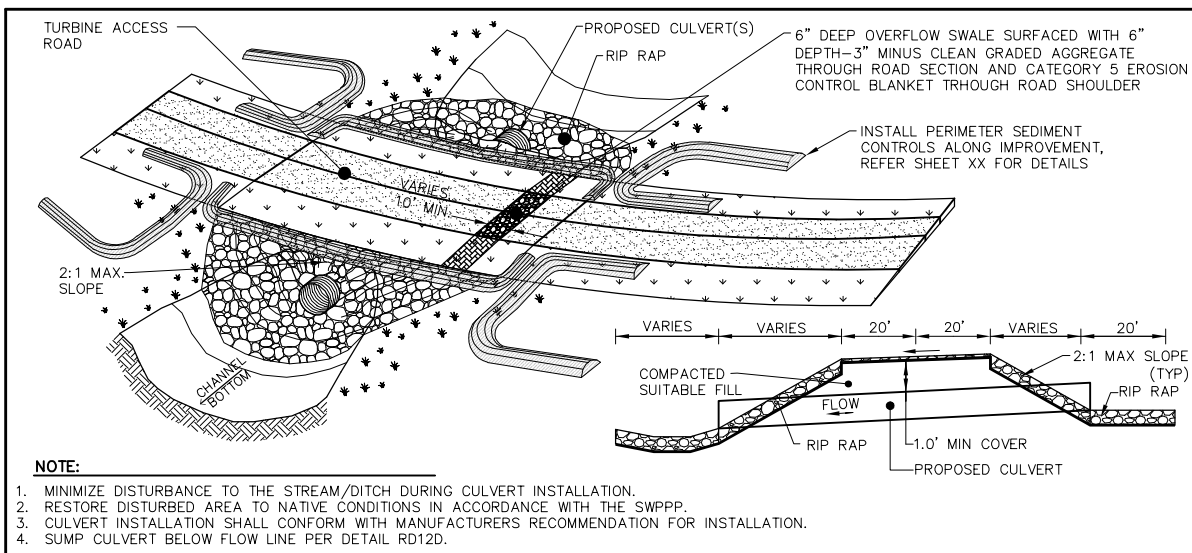 TURBINE ACCESS
ROAD
PROPOSED CULVERT(S)
RIP RAP
6" DEEP OVERFLOW SWALE SURFACED WITH 6"
DEPTH-3" MINUS CLEAN GRADED AGGREGATE
THROUGH ROAD SECTION AND CATEGORY 5 EROSION
CONTROL BLANKET TRHOUGH ROAD SHOULDER
INSTALL PERIMETER SEDIMENT
CONTROLS ALONG IMPROVEMENT,
REFER SHEET XX FOR DETAILS
VARIES
1.0' MIN.
2:1 MAX.
SLOPE
CHANNEL
BOTTOM
VARIES
VARIES
20'
20'
VARIES
20'
COMPACTED
SUITABLE FILL
FLOW
2:1 MAX SLOPE
(TYP)
RIP RAP
RIP RAP
1.0' MIN COVER
PROPOSED CULVERT
NOTE:
1. MINIMIZE DISTURBANCE TO THE STREAM/DITCH DURING CULVERT INSTALLATION.
2. RESTORE DISTURBED AREA TO NATIVE CONDITIONS IN ACCORDANCE WITH THE SWPPP.
3. CULVERT INSTALLATION SHALL CONFORM WITH MANUFACTURERS RECOMMENDATION FOR INSTALLATION.
4. SUMP CULVERT BELOW FLOW LINE PER DETAIL RD12D.